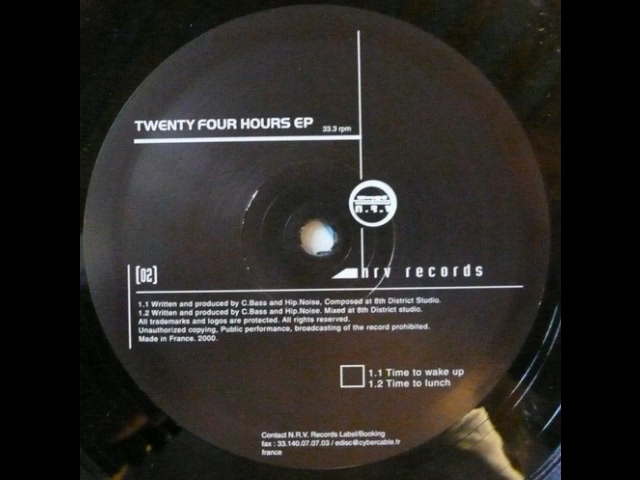 TWENTY FOUR HOURS EP 33.3 rpm
n.r.v
[02]
nrv records
1.1 Written and produced by C.Bass and Hip.Noise, Composed at 8th District Studio.
1.2 Written and produced by C.Bass and Hip.Noise. Mixed at 8th District studio.
All trademarks and logos are protected. All rights reserved.
Unauthorized copying, Public performance, broadcasting of the record prohibited.
Made in France. 2000.
1.1 Time to wake up
1.2 Time to lunch
Contact N.R.V. Records Label/Booking
fax : 33.140.07.07.03 / edisc@cybercable.fr
france